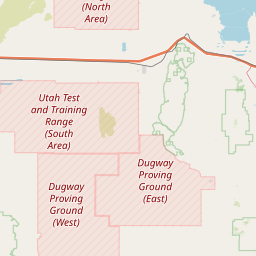 (North
Area)
Utah Test
and Training
Range
(South
Area)
Dugway
Proving
Ground
(East)
Dugway
Proving
Ground
(West)